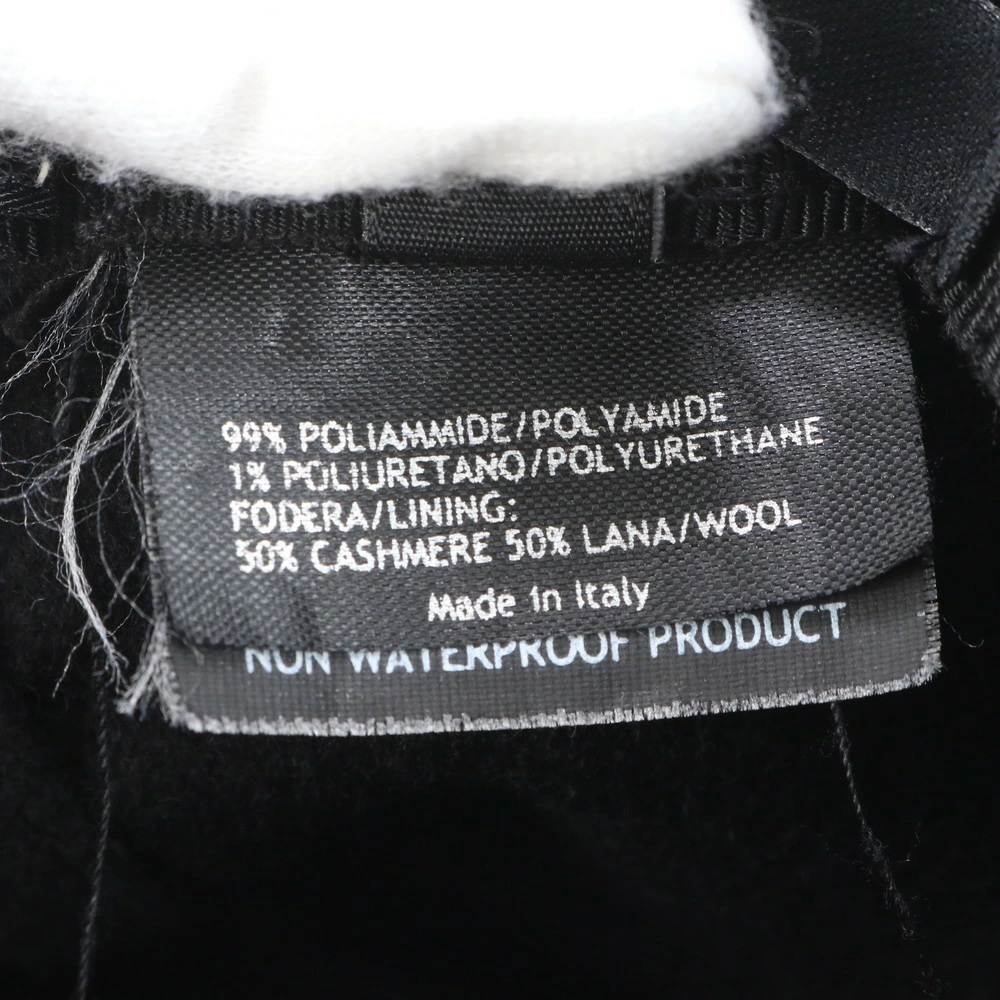 99% POLIAMMIDE/POLYAMIDE
1% POLIURETANO/POLYURETHANE
FODERA/LINING:
50% CASHMERE 50% LANA/WOOL
Made in Italy
NON WATERPROOF PRODUCT